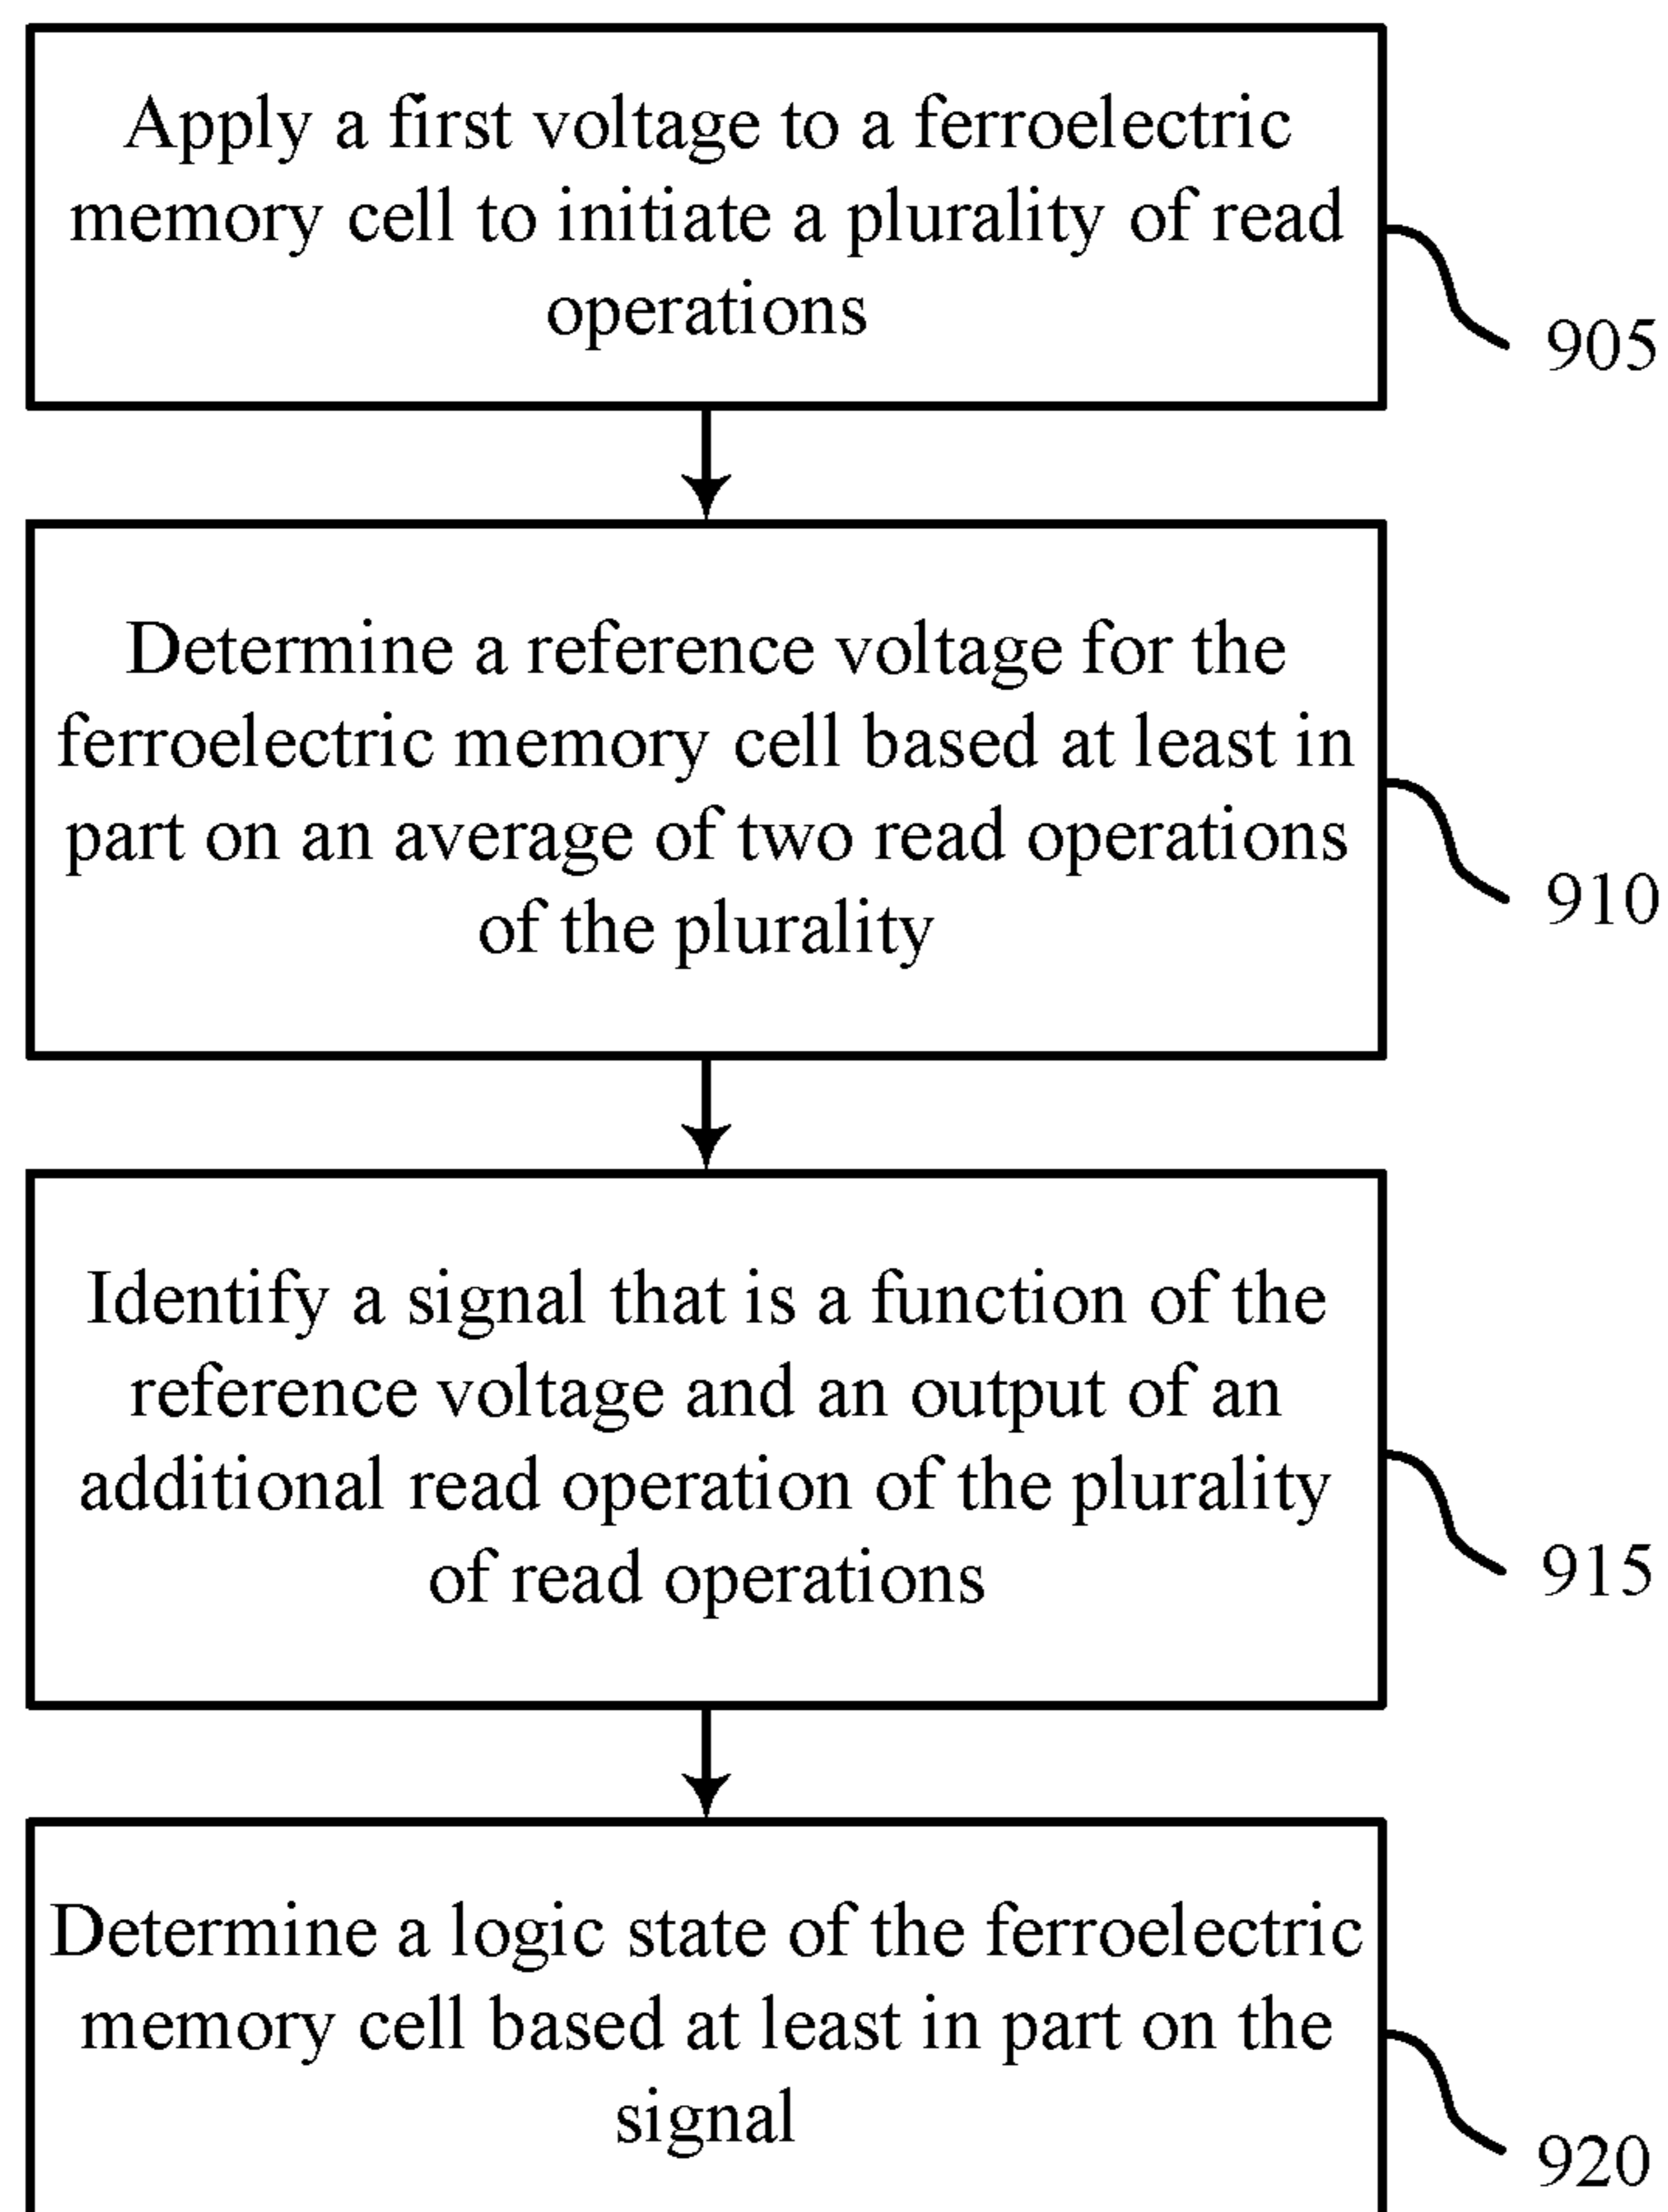 Apply a first voltage to a ferroelectric
memory cell to initiate a plurality of read
operations
905
Determine a reference voltage for the
ferroelectric memory cell based at least in
part on an average of two read operations
of the plurality
910
Identify a signal that is a function of the
reference voltage and an output of an
additional read operation of the plurality
of read operations
915
Determine a logic state of the ferroelectric
memory cell based at least in part on the
signal
920